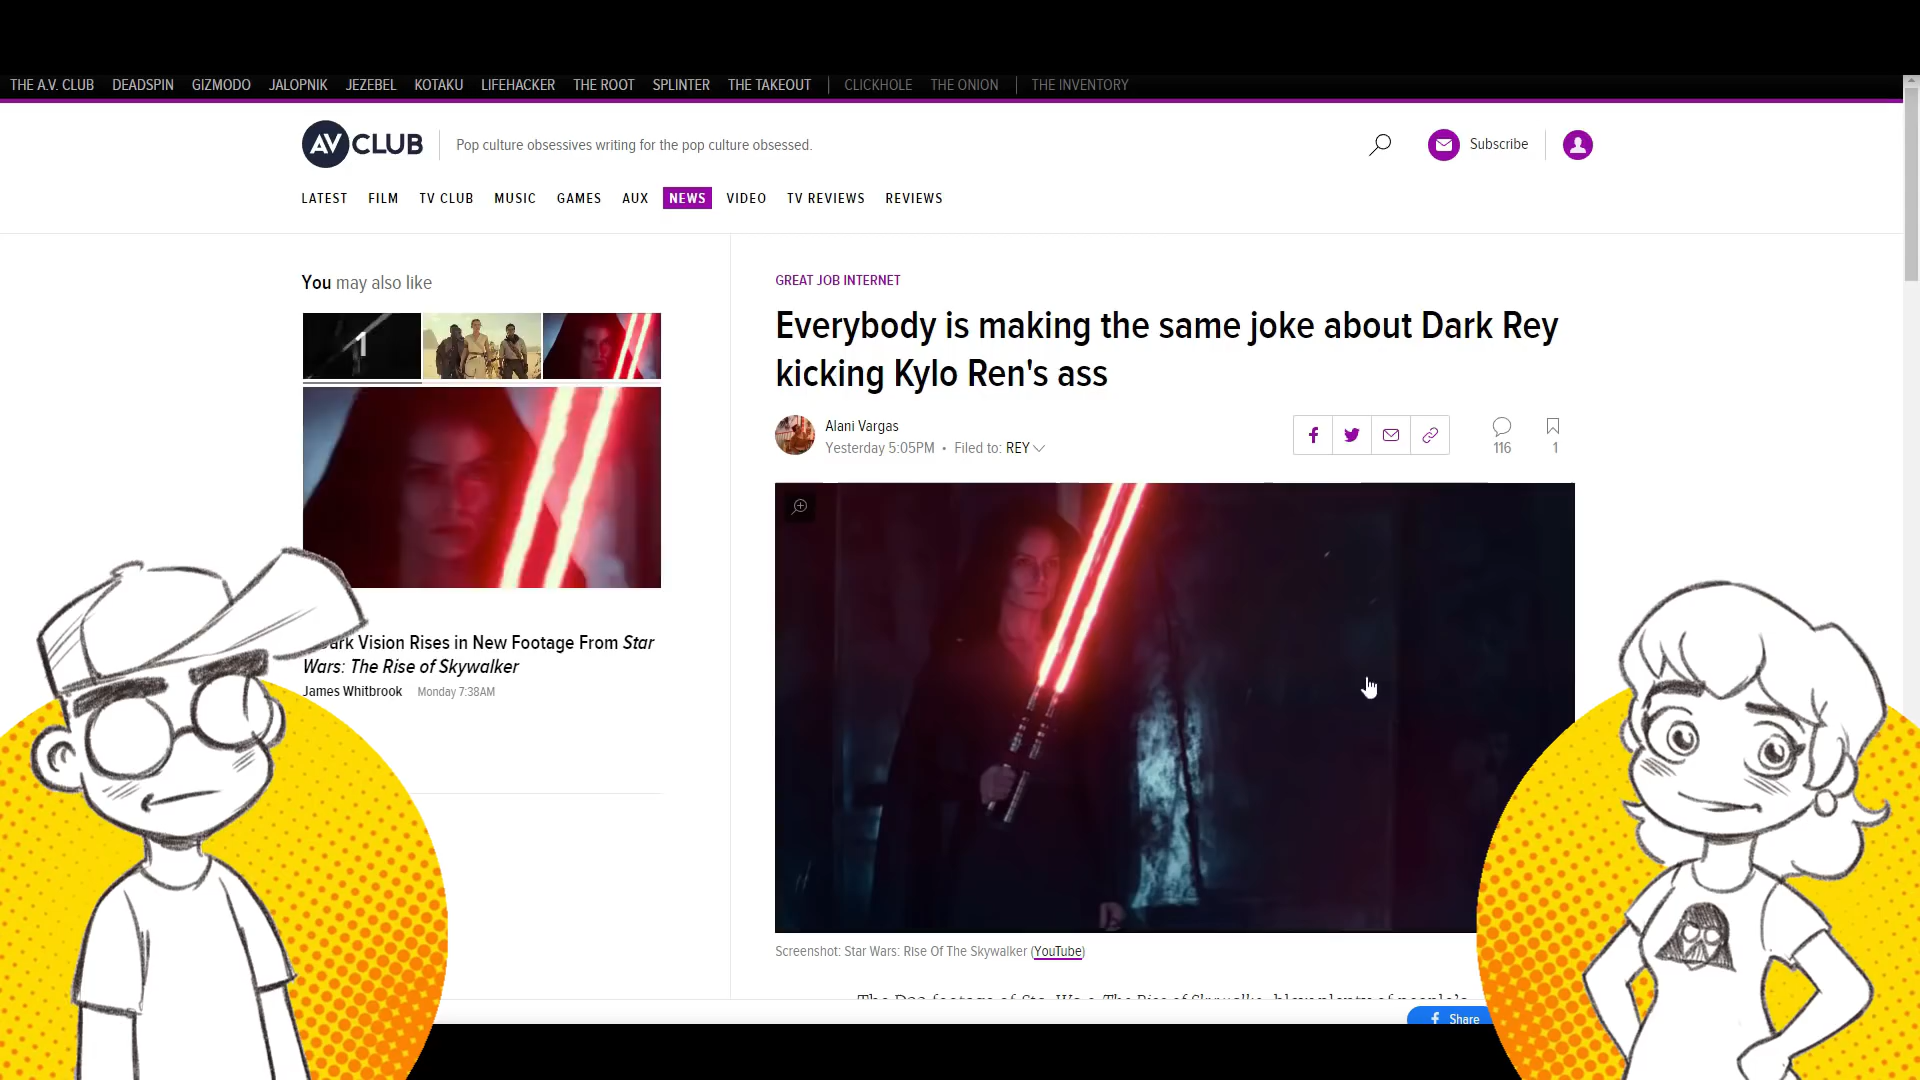 THE A.V. CLUB DEADSPIN GIZMODO JALOPNIK JEZEBEL KOTAKU LIFEHACKER THE ROOT SPLINTER THE TAKEOUT CLICKHOLE THE ONION THE INVENTORY
AV CLUB Pop culture obsessives writing for the pop culture obsessed. Subscribe
LATEST FILM TV CLUB MUSIC GAMES AUX NEWS VIDEO TV REVIEWS REVIEWS
You may also like
1
Vision Rises in New Footage From Star
Wars: The Rise of Skywalker
James Whitbrook Monday 7:38AM
GREAT JOB INTERNET
Everybody is making the same joke about Dark Rey
kicking Kylo Ren's ass
Alani Vargas
Yesterday 5:05PM • Filed to: REY
116 1
Screenshot: Star Wars: Rise Of The Skywalker (YouTube)
Share